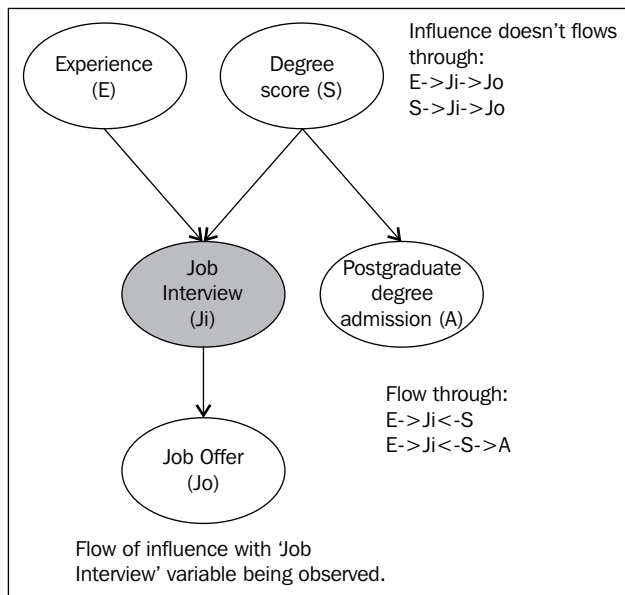 Experience
(E)
Degree
score (S)
Influence doesn't flows
through:
E->Ji->Jo
S->Ji->Jo
Job
Interview
(Ji)
Postgraduate
degree
admission (A)
Flow through:
E->Ji<-S
E->Ji<-S->A
Job Offer
(Jo)
Flow of influence with 'Job
Interview' variable being observed.